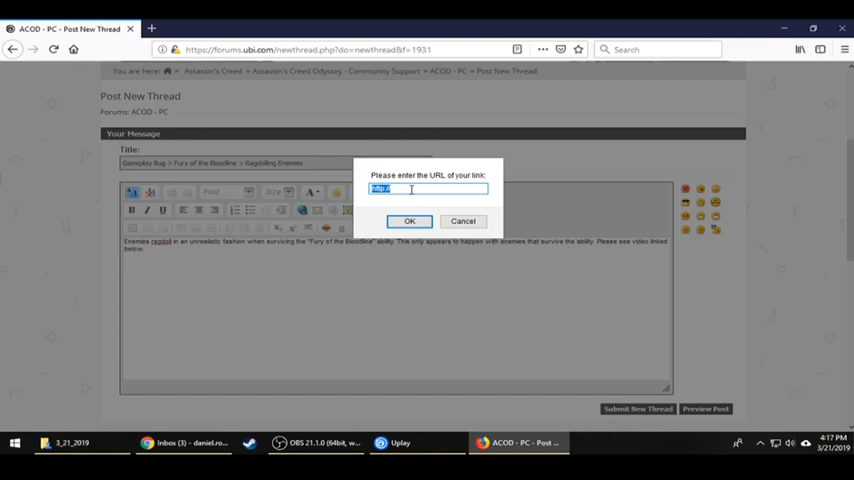 ACOD - PC - Post New Thread
https://forums.ubi.com/newthread.php?do=newthread&f=1931
Search
You are here:
Assassin's Creed
Assassin's Creed Odyssey - Community Support
ACOD - PC
Post New Thread
Post New Thread
Forums: ACOD - PC
Your Message
Title:
Gameplay Bug > Fury of the Bloodline > Ragdolling Enemies
Please enter the URL of your link:
http://
OK
Cancel
Font
Size
A
B I U
Enemies ragdoll in an unrealistic fashion when surviving the "Fury of the Bloodline" ability. This only appears to happen with enemies that survive the ability. Please see video linked
below
Submit New Thread
Preview Post
3_21_2019
Inbox (3) - daniel.ro...
OBS 21.1.0 (64bit, w...
Uplay
ACOD - PC - Post ...
4:17 PM
3/21/2019